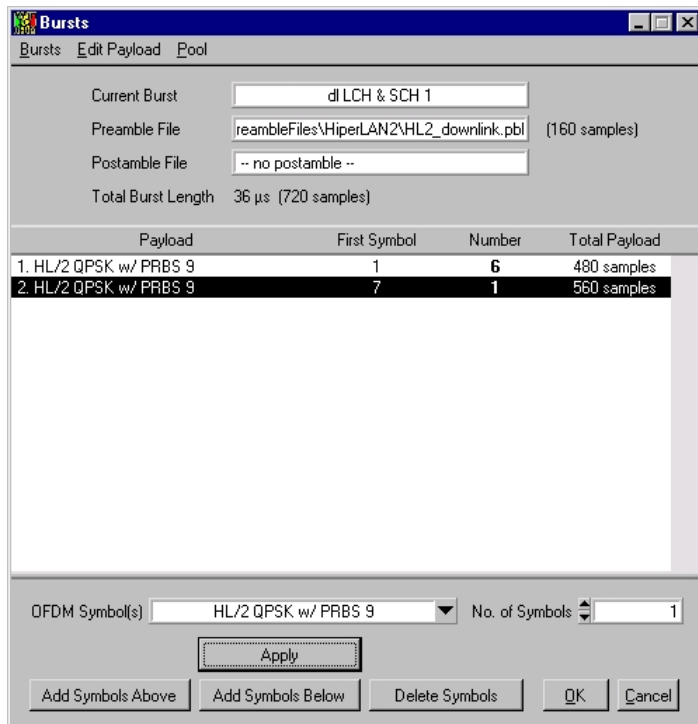 Bursts
Bursts Edit Payload Pool
Current Burst dl LCH & SCH 1
Preamble File reambleFiles\HiperLAN2\HL2_downlink.pbl (160 samples)
Postamble File -- no postamble --
Total Burst Length 36 µs (720 samples)
Payload First Symbol Number Total Payload
1. HL/2 QPSK w/ PRBS 9 1 6 480 samples
2. HL/2 QPSK w/ PRBS 9 7 1 560 samples
OFDM Symbol(s) HL/2 QPSK w/ PRBS 9 No. of Symbols 1
Apply
Add Symbols Above Add Symbols Below Delete Symbols OK Cancel